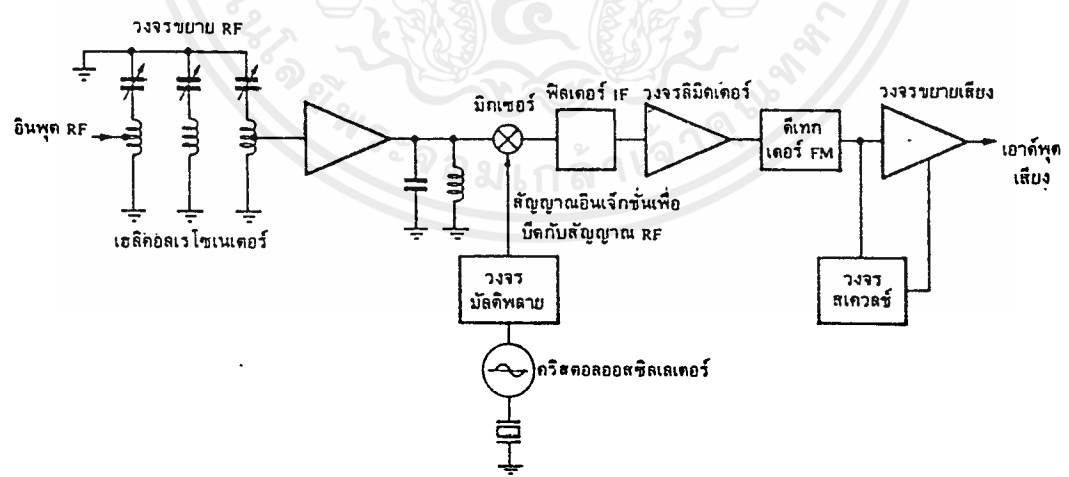 วงจรขยาย RF
อินพุต RF
เฮลิคอลเรโซเนเตอร์
มิกเซอร์
ฟิลเตอร์ IF
วงจรลิมิตเตอร์
ดีเทก
เตอร์ FM
วงจรขยายเสียง
เอาต์พุต
เสียง
สัญญาณอินเจ็กชั่นเพื่อ
บีตกับสัญญาณ RF
วงจร
มัลติพลาย
วงจร
สเควลช์
คริสตอลออสซิลเลเตอร์